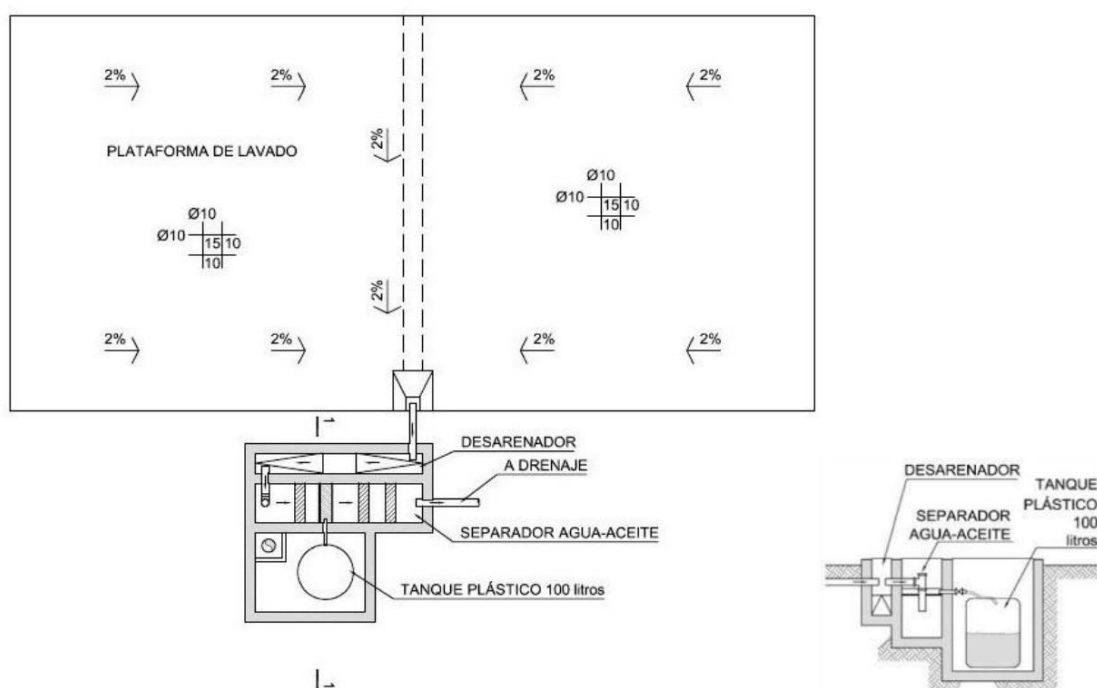 2%
2%
2%
2%
PLATAFORMA DE LAVADO
2%
Ø10
Ø10
15
10
10
Ø10
Ø10
15
10
10
2%
2%
2%
2%
2%
1
DESARENADOR
A DRENAJE
SEPARADOR AGUA-ACEITE
TANQUE PLÁSTICO 100 litros
1
DESARENADOR
SEPARADOR
AGUA-ACEITE
TANQUE
PLÁSTICO
100
litros